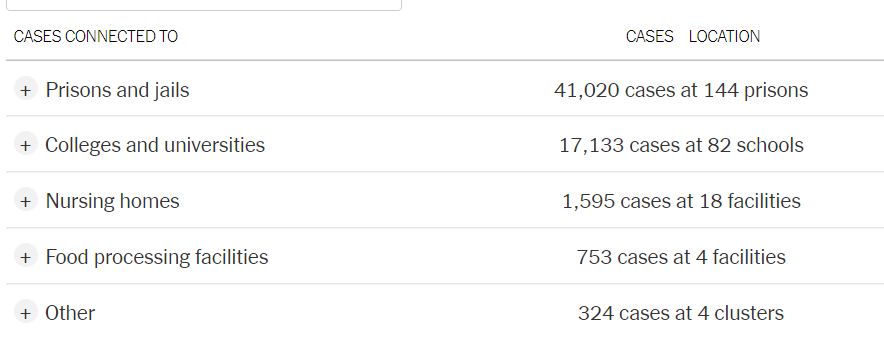 CASES CONNECTED TO CASES LOCATION
+ Prisons and jails 41,020 cases at 144 prisons
+ Colleges and universities 17,133 cases at 82 schools
+ Nursing homes 1,595 cases at 18 facilities
+ Food processing facilities 753 cases at 4 facilities
+ Other 324 cases at 4 clusters